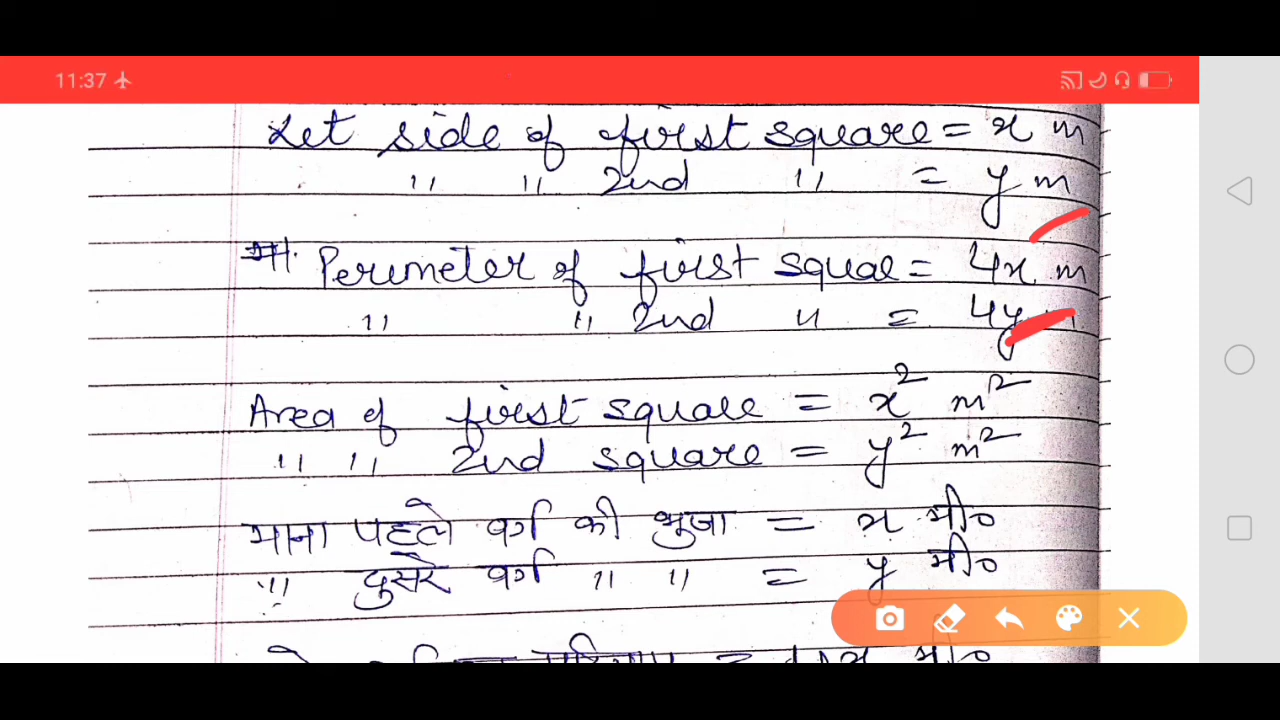 11:37
Let side of first square = x m
" " 2nd " = y m
Perimeter of first squae = 4x m
" " 2nd " = 4y m
Area of first square = x² m²
" " 2nd square = y² m²
माना पहले वर्ग की भुजा = x मी०
" दुसरे वर्ग " " = y मी०